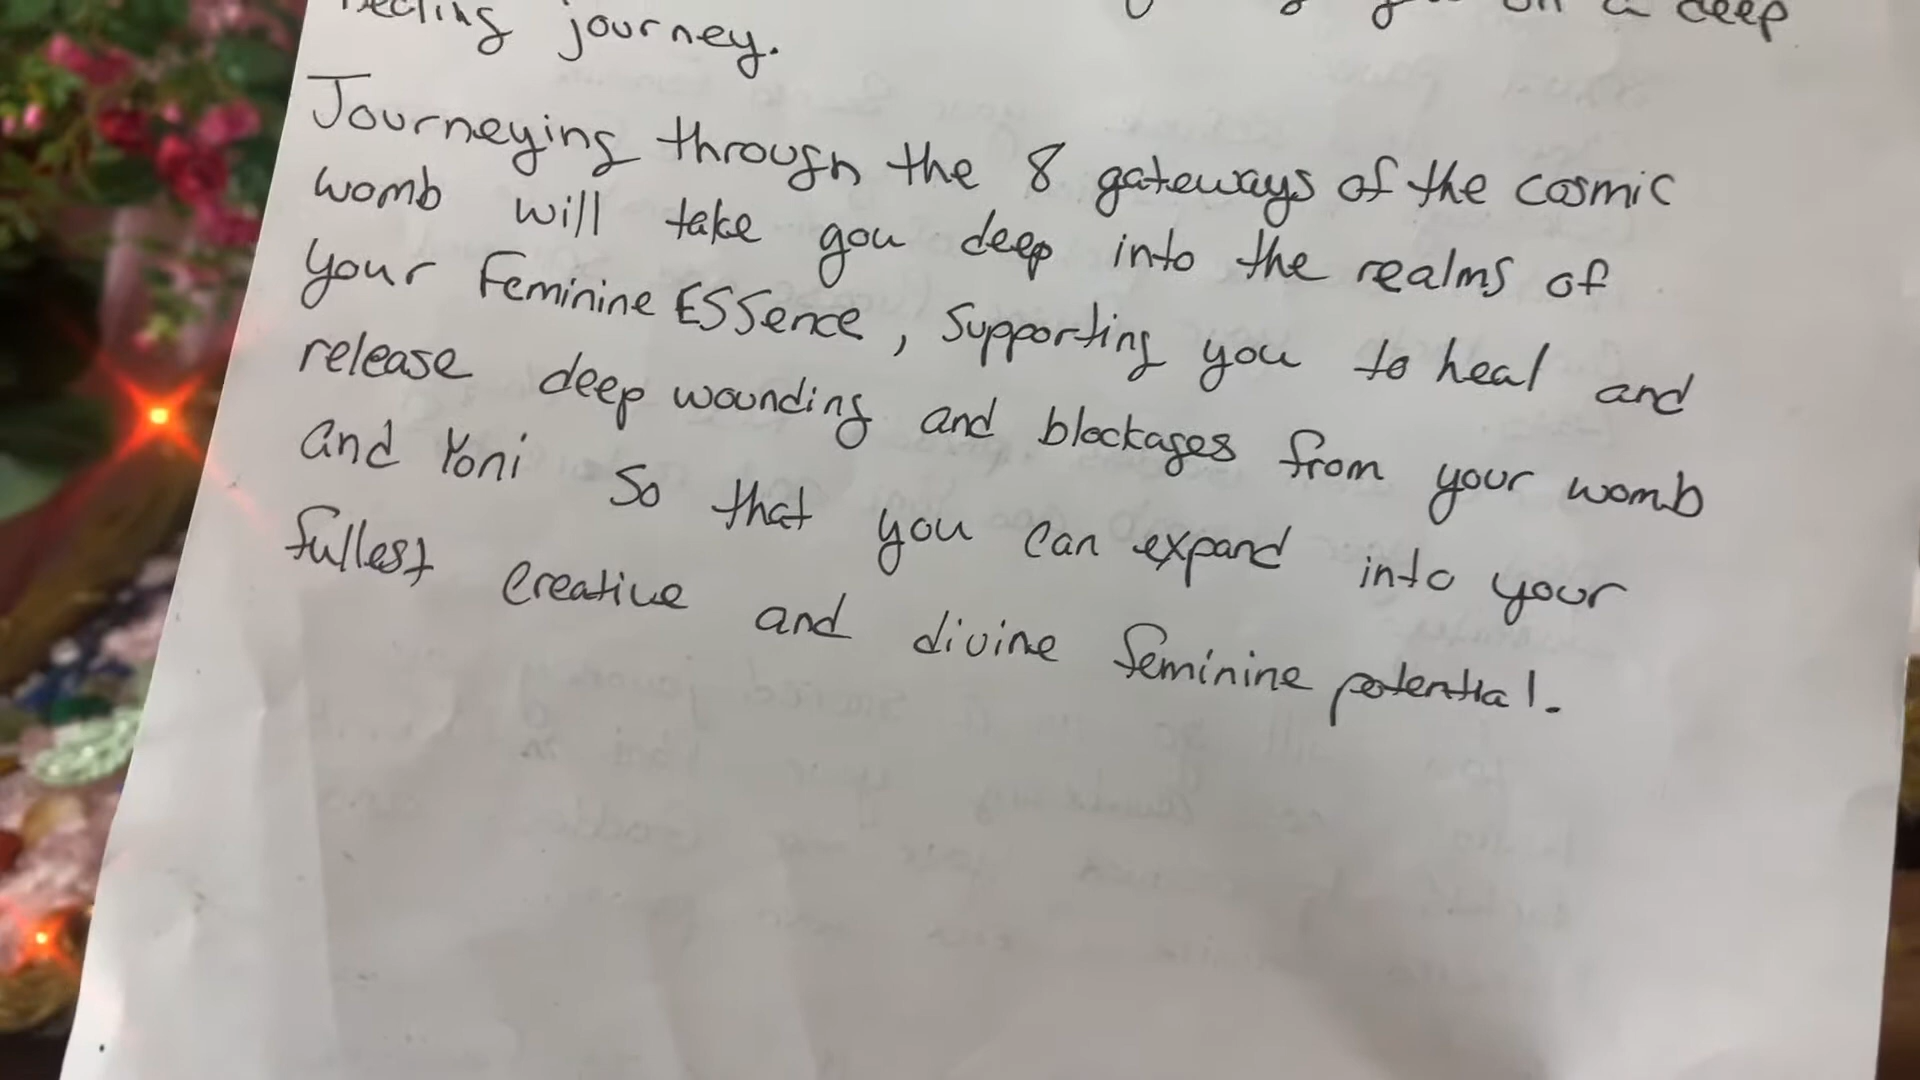 journey. on a deep
Journeying through the 8 gateways of the cosmic
womb will take you deep into the realms of
your Feminine ESSence, Supporting you to heal and
release deep wounding and blockages from your womb
and Yoni So that you can expand into your
fullest creative and divine feminine potential.